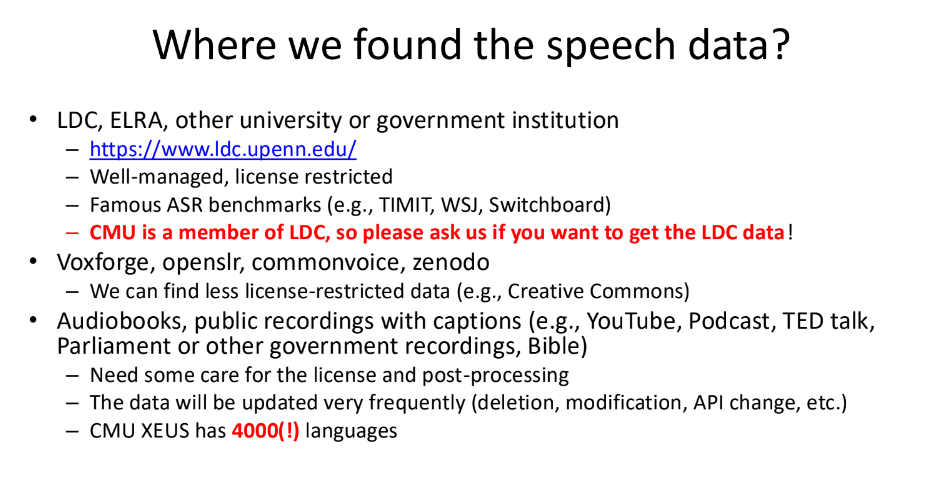 Where we found the speech data?
• LDC, ELRA, other university or government institution
– https://www.ldc.upenn.edu/
– Well-managed, license restricted
– Famous ASR benchmarks (e.g., TIMIT, WSJ, Switchboard)
– CMU is a member of LDC, so please ask us if you want to get the LDC data!
• Voxforge, openslr, commonvoice, zenodo
– We can find less license-restricted data (e.g., Creative Commons)
• Audiobooks, public recordings with captions (e.g., YouTube, Podcast, TED talk,
Parliament or other government recordings, Bible)
– Need some care for the license and post-processing
– The data will be updated very frequently (deletion, modification, API change, etc.)
– CMU XEUS has 4000(!) languages